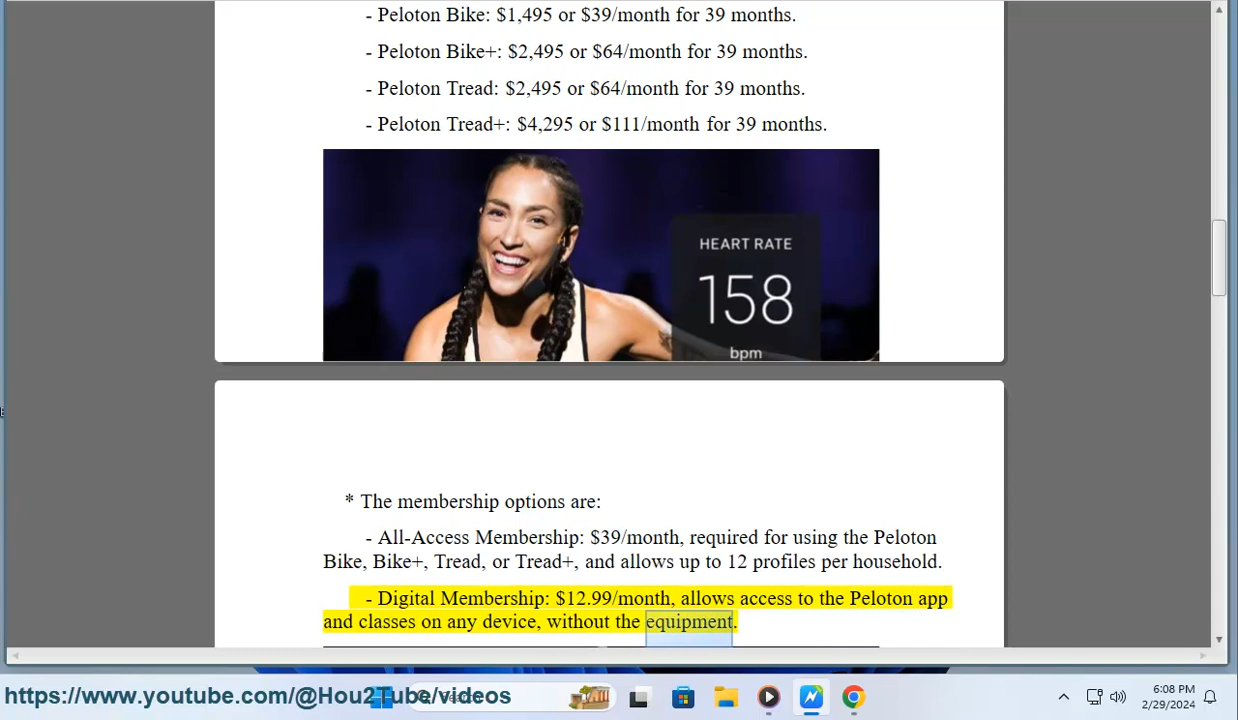 - Peloton Bike: $1,495 or $39/month for 39 months.
- Peloton Bike+: $2,495 or $64/month for 39 months.
- Peloton Tread: $2,495 or $64/month for 39 months.
- Peloton Tread+: $4,295 or $111/month for 39 months.
HEART RATE
158
bpm
* The membership options are:
- All-Access Membership: $39/month, required for using the Peloton
Bike, Bike+, Tread, or Tread+, and allows up to 12 profiles per household.
- Digital Membership: $12.99/month, allows access to the Peloton app
and classes on any device, without the equipment.
https://www.youtube.com/@Hou2Tube/videos
6:08 PM
2/29/2024